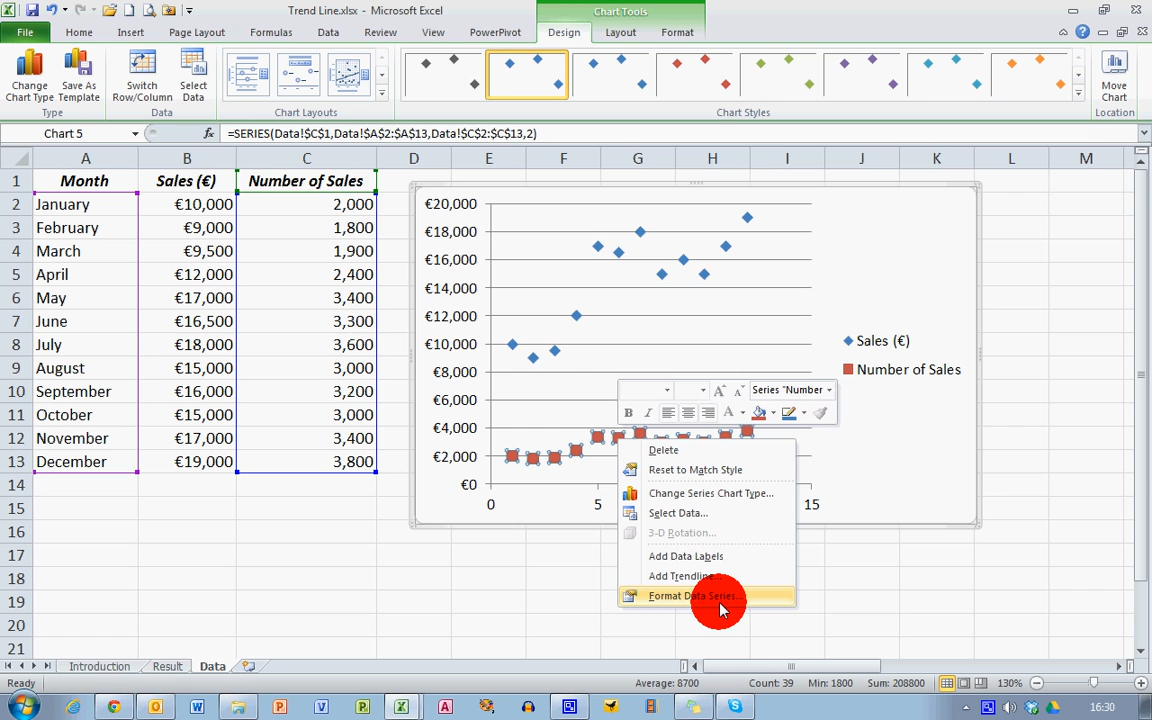 Trend Line.xlsx - Microsoft Excel
Chart Tools
File Home Insert Page Layout Formulas Data Review View PowerPivot Design Layout Format
Change Chart Type
Save As Template
Switch Row/Column
Select Data
Move Chart
Type Data Chart Layouts Chart Styles Location
Chart 5 fx =SERIES(Data!$C$1,Data!$A$2:$A$13,Data!$C$2:$C$13,2)
A B C D E F G H I J K L M
1 Month Sales (€) Number of Sales
2 January €10,000 2,000
3 February €9,000 1,800
4 March €9,500 1,900
5 April €12,000 2,400
6 May €17,000 3,400
7 June €16,500 3,300
8 July €18,000 3,600
9 August €15,000 3,000
10 September €16,000 3,200
11 October €15,000 3,000
12 November €17,000 3,400
13 December €19,000 3,800
14
15
16
17
18
19
20
21
€20,000
€18,000
€16,000
€14,000
€12,000
€10,000
€8,000
€6,000
€4,000
€2,000
€0
0 5 15
Sales (€)
Number of Sales
A A Series "Number
B I A
Delete
Reset to Match Style
Change Series Chart Type...
Select Data...
3-D Rotation...
Add Data Labels
Add Trendline...
Format Data Series...
Introduction Result Data
Ready Average: 8700 Count: 39 Min: 1800 Sum: 208800 130%
16:30